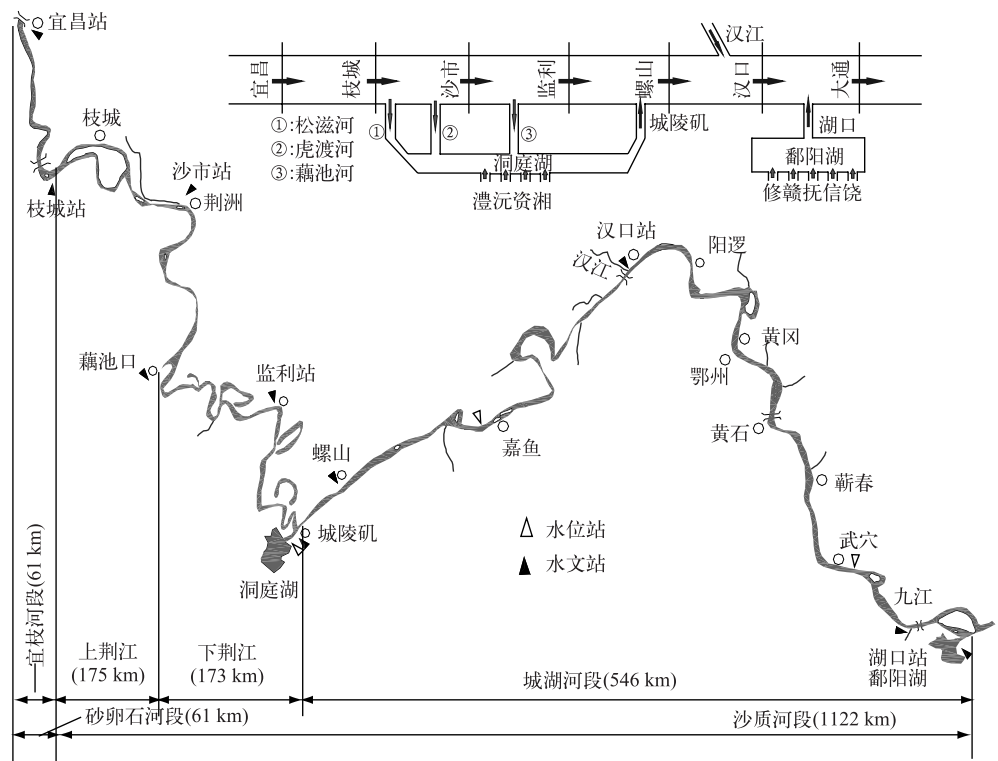 宜昌站
汉江
宜昌
枝城
沙市
监利
螺山
汉口
大通
①:松滋河
②:虎渡河
③:藕池河
①
②
③
城陵矶
湖口
洞庭湖
鄱阳湖
澧沅资湘
修赣抚信饶
枝城
沙市站
荆洲
枝城站
汉口站
汉江
阳逻
黄冈
鄂州
藕池口
监利站
黄石
嘉鱼
螺山
蕲春
城陵矶
水位站
水文站
武穴
洞庭湖
九江
宜枝河段(61 km)
上荆江
(175 km)
下荆江
(173 km)
湖口站
鄱阳湖
城湖河段(546 km)
砂卵石河段(61 km)
沙质河段(1122 km)